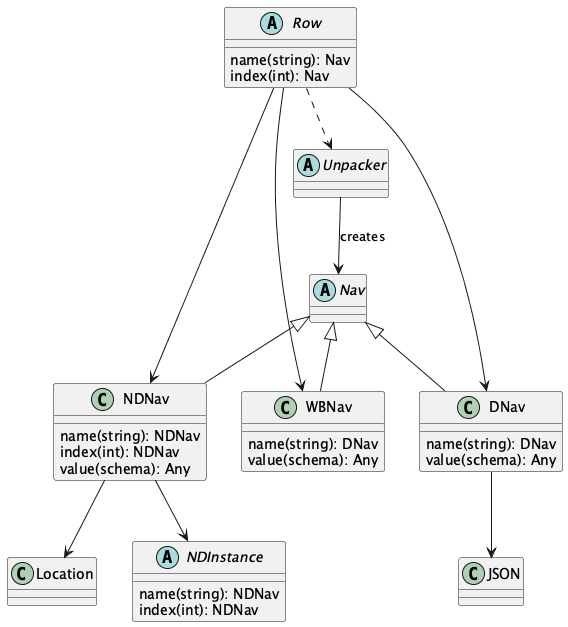 A Row
name(string): Nav
index(int): Nav
A Unpacker
creates
A Nav
C NDNav
name(string): NDNav
index(int): NDNav
value(schema): Any
C WBNav
name(string): DNav
value(schema): Any
C DNav
name(string): DNav
value(schema): Any
C Location
A NDInstance
name(string): NDNav
index(int): NDNav
C JSON